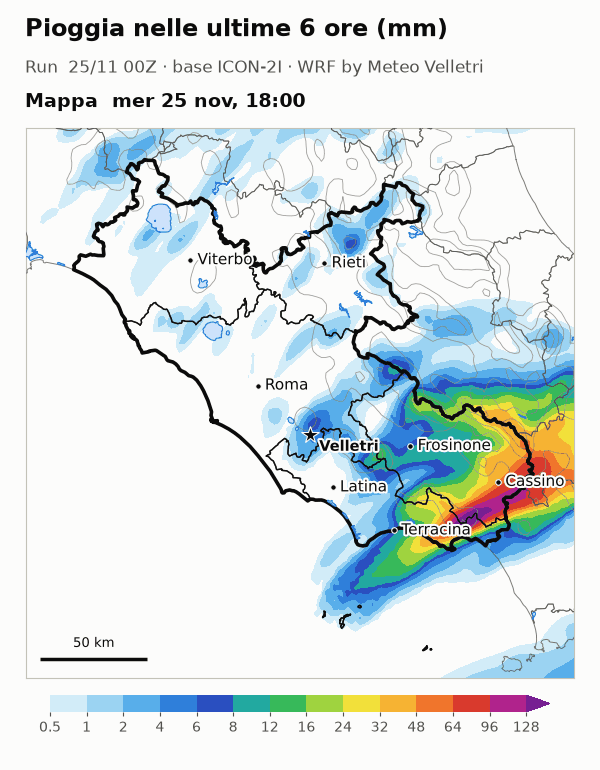 Pioggia nelle ultime 6 ore (mm)
Run 25/11 00Z · base ICON-2I · WRF by Meteo Velletri
Mappa mer 25 nov, 18:00
Viterbo
Rieti
Roma
Velletri
Frosinone
Latina
Cassino
Terracina
50 km
0.5 1 2 4 6 8 12 16 24 32 48 64 96 128